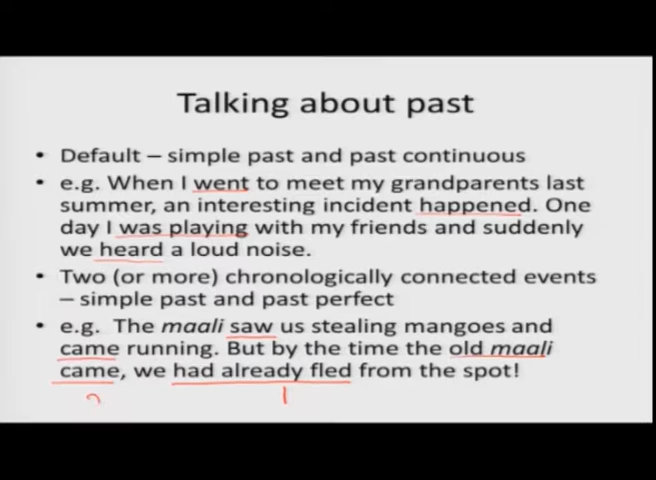 Talking about past
• Default – simple past and past continuous
• e.g. When I went to meet my grandparents last
summer, an interesting incident happened. One
day I was playing with my friends and suddenly
we heard a loud noise.
• Two (or more) chronologically connected events
– simple past and past perfect
• e.g. The maali saw us stealing mangoes and
came running. But by the time the old maali
came, we had already fled from the spot!